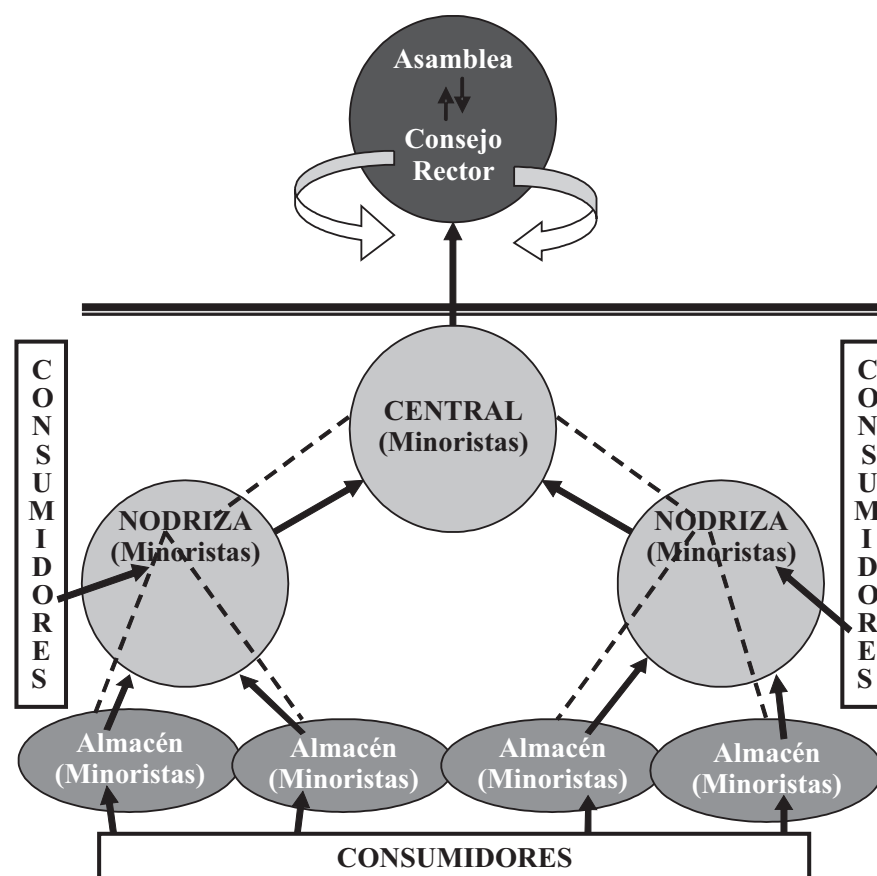 Asamblea
Consejo
Rector
CONSUMIDORES
CENTRAL
(Minoristas)
CONSUMIDORES
NODRIZA
(Minoristas)
NODRIZA
(Minoristas)
Almacén
(Minoristas)
Almacén
(Minoristas)
Almacén
(Minoristas)
Almacén
(Minoristas)
CONSUMIDORES